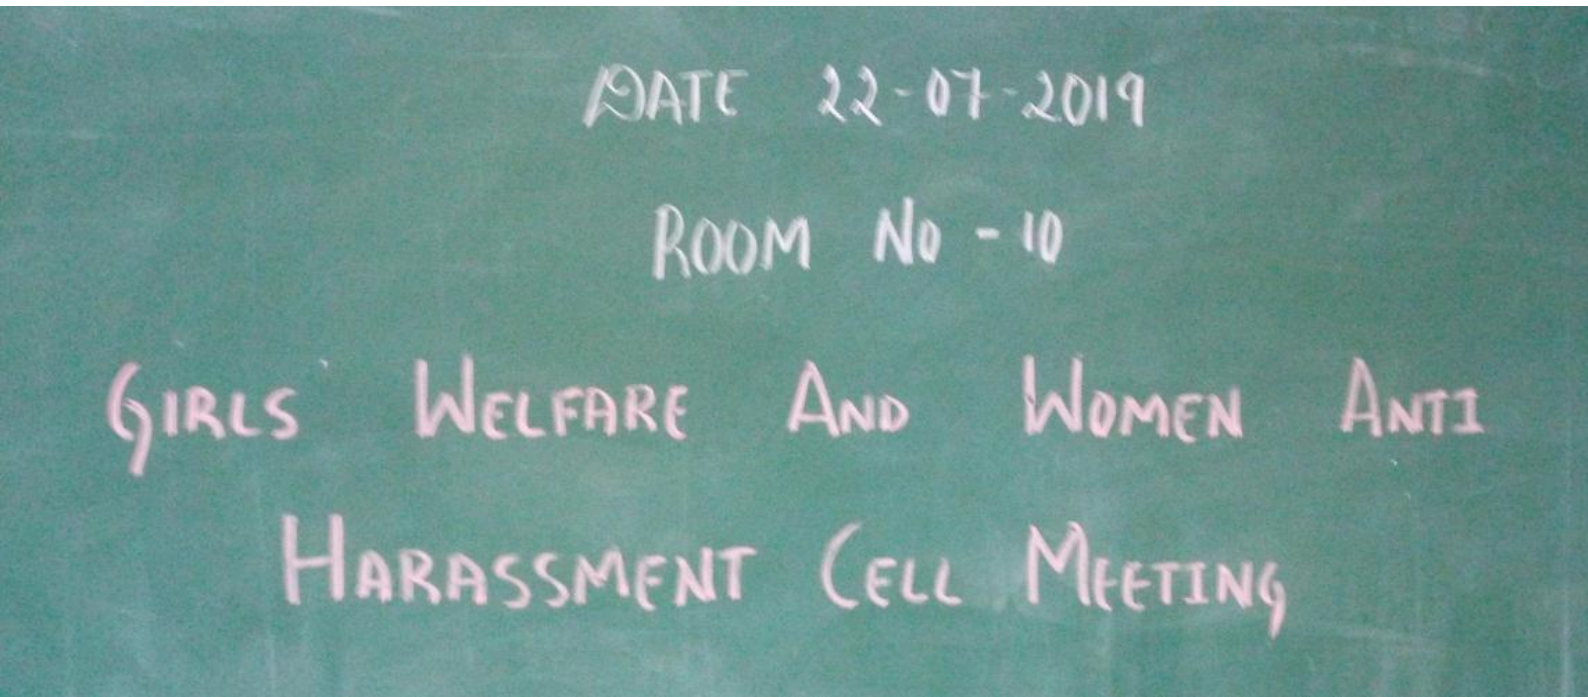 DATE 22-07-2019
ROOM NO - 10
GIRLS WELFARE AND WOMEN ANTI
HARASSMENT CELL MEETING